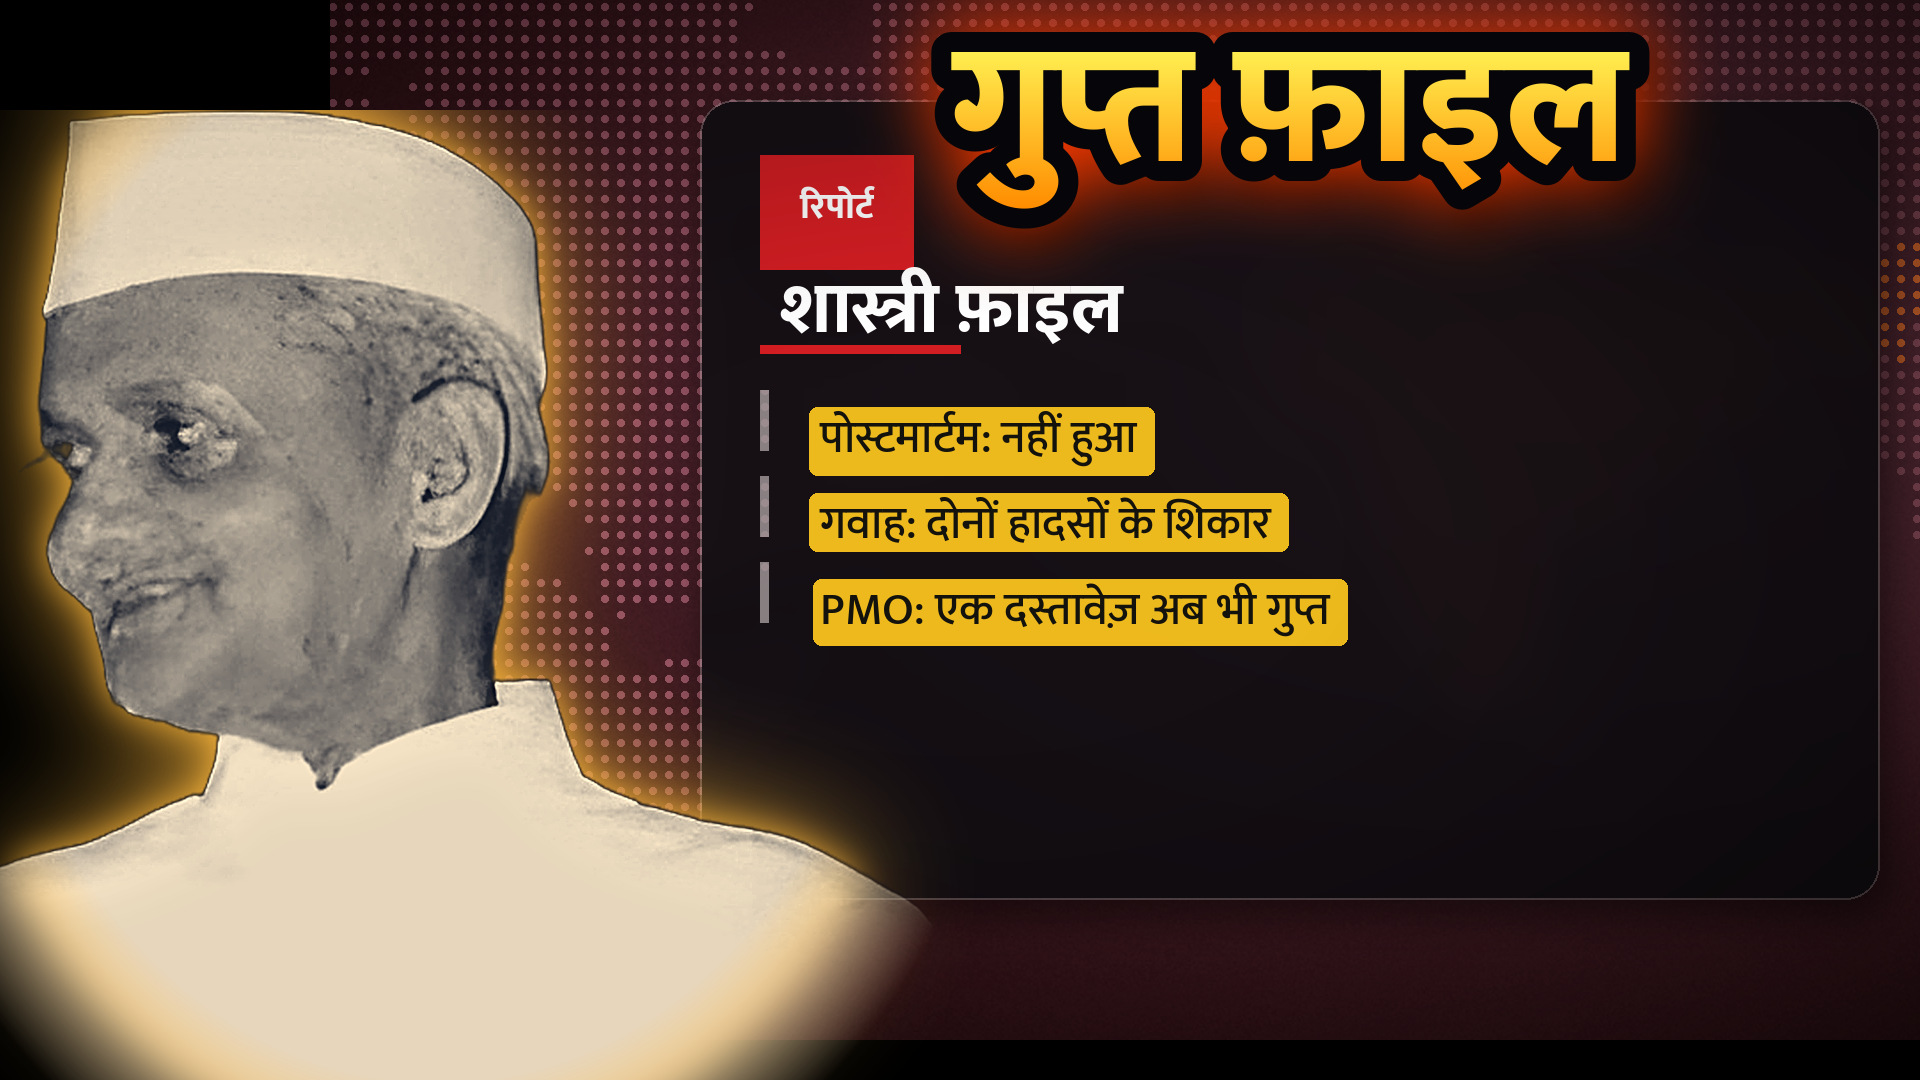 गुप्त फ़ाइल
रिपोर्ट
शास्त्री फ़ाइल
पोस्टमार्टम: नहीं हुआ
गवाह: दोनों हादसों के शिकार
PMO: एक दस्तावेज़ अब भी गुप्त